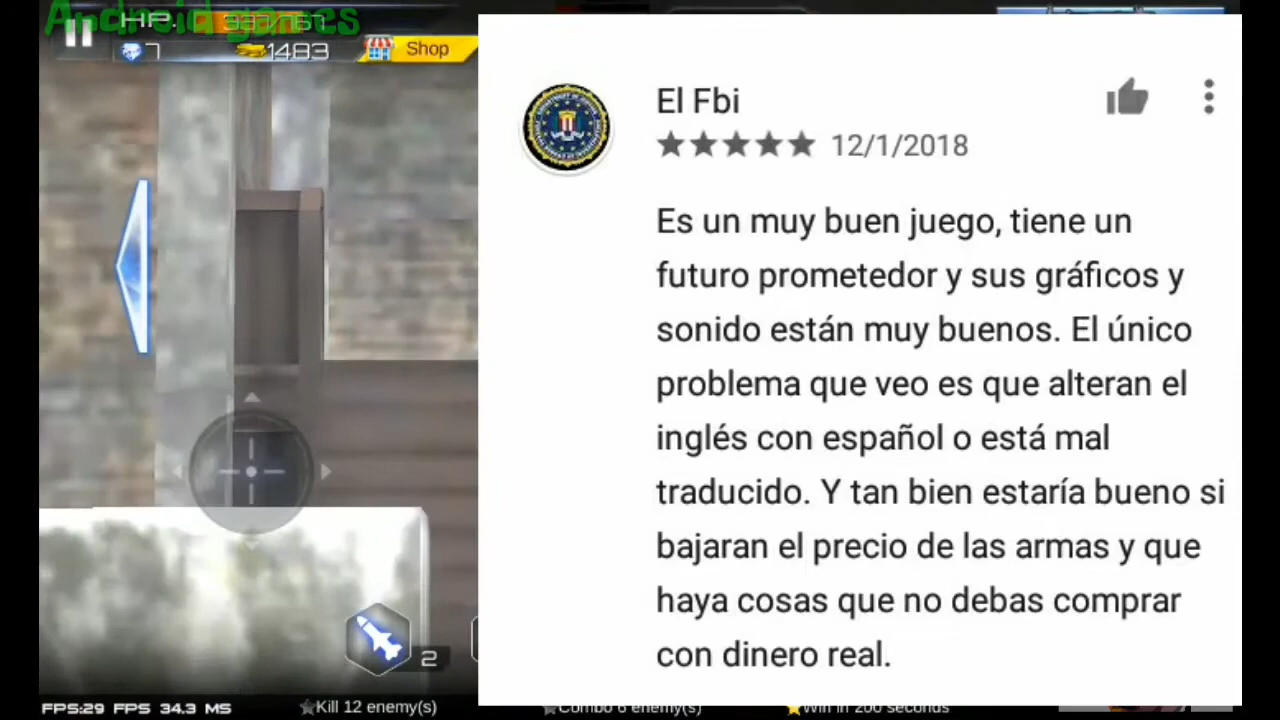 Android games
HP.
7
1483
Shop
El Fbi
12/1/2018
Es un muy buen juego, tiene un
futuro prometedor y sus gráficos y
sonido están muy buenos. El único
problema que veo es que alteran el
inglés con español o está mal
traducido. Y tan bien estaría bueno si
bajaran el precio de las armas y que
haya cosas que no debas comprar
con dinero real.
2
FPS:29 FPS 34.3 MS
Kill 12 enemy(s)
Combo 6 enemy(s)
Win in 200 seconds